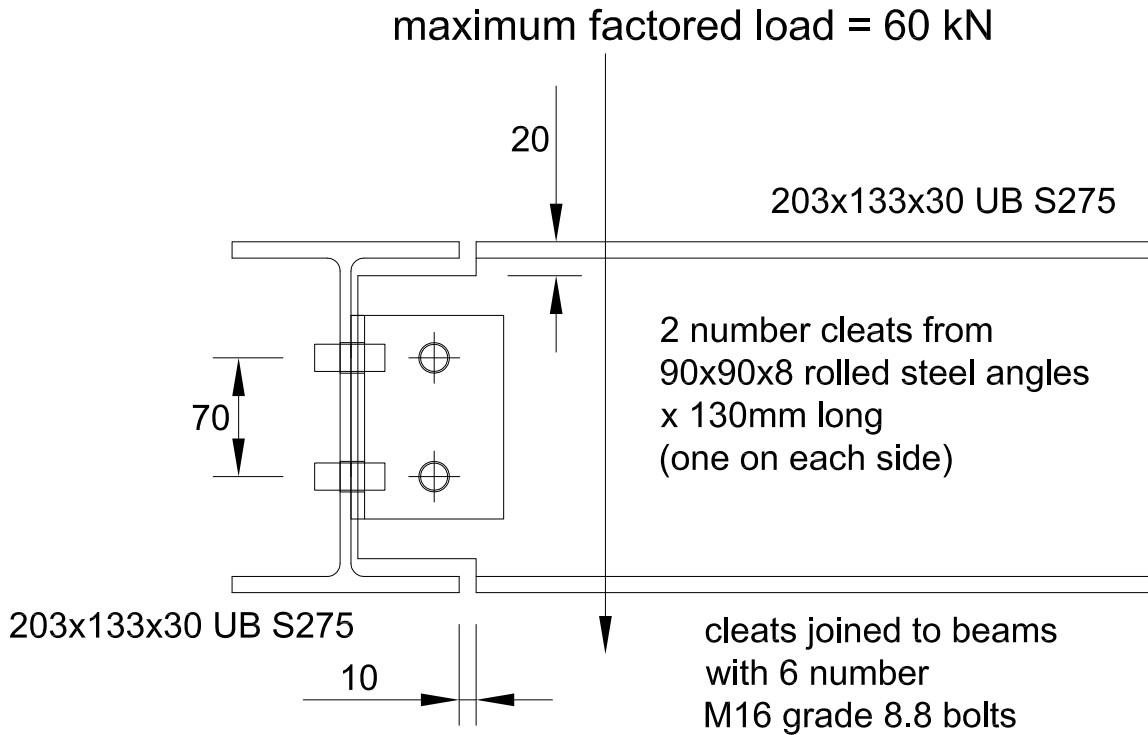 maximum factored load = 60 kN
20
203x133x30 UB S275
2 number cleats from
90x90x8 rolled steel angles
x 130mm long
(one on each side)
70
203x133x30 UB S275
10
cleats joined to beams
with 6 number
M16 grade 8.8 bolts